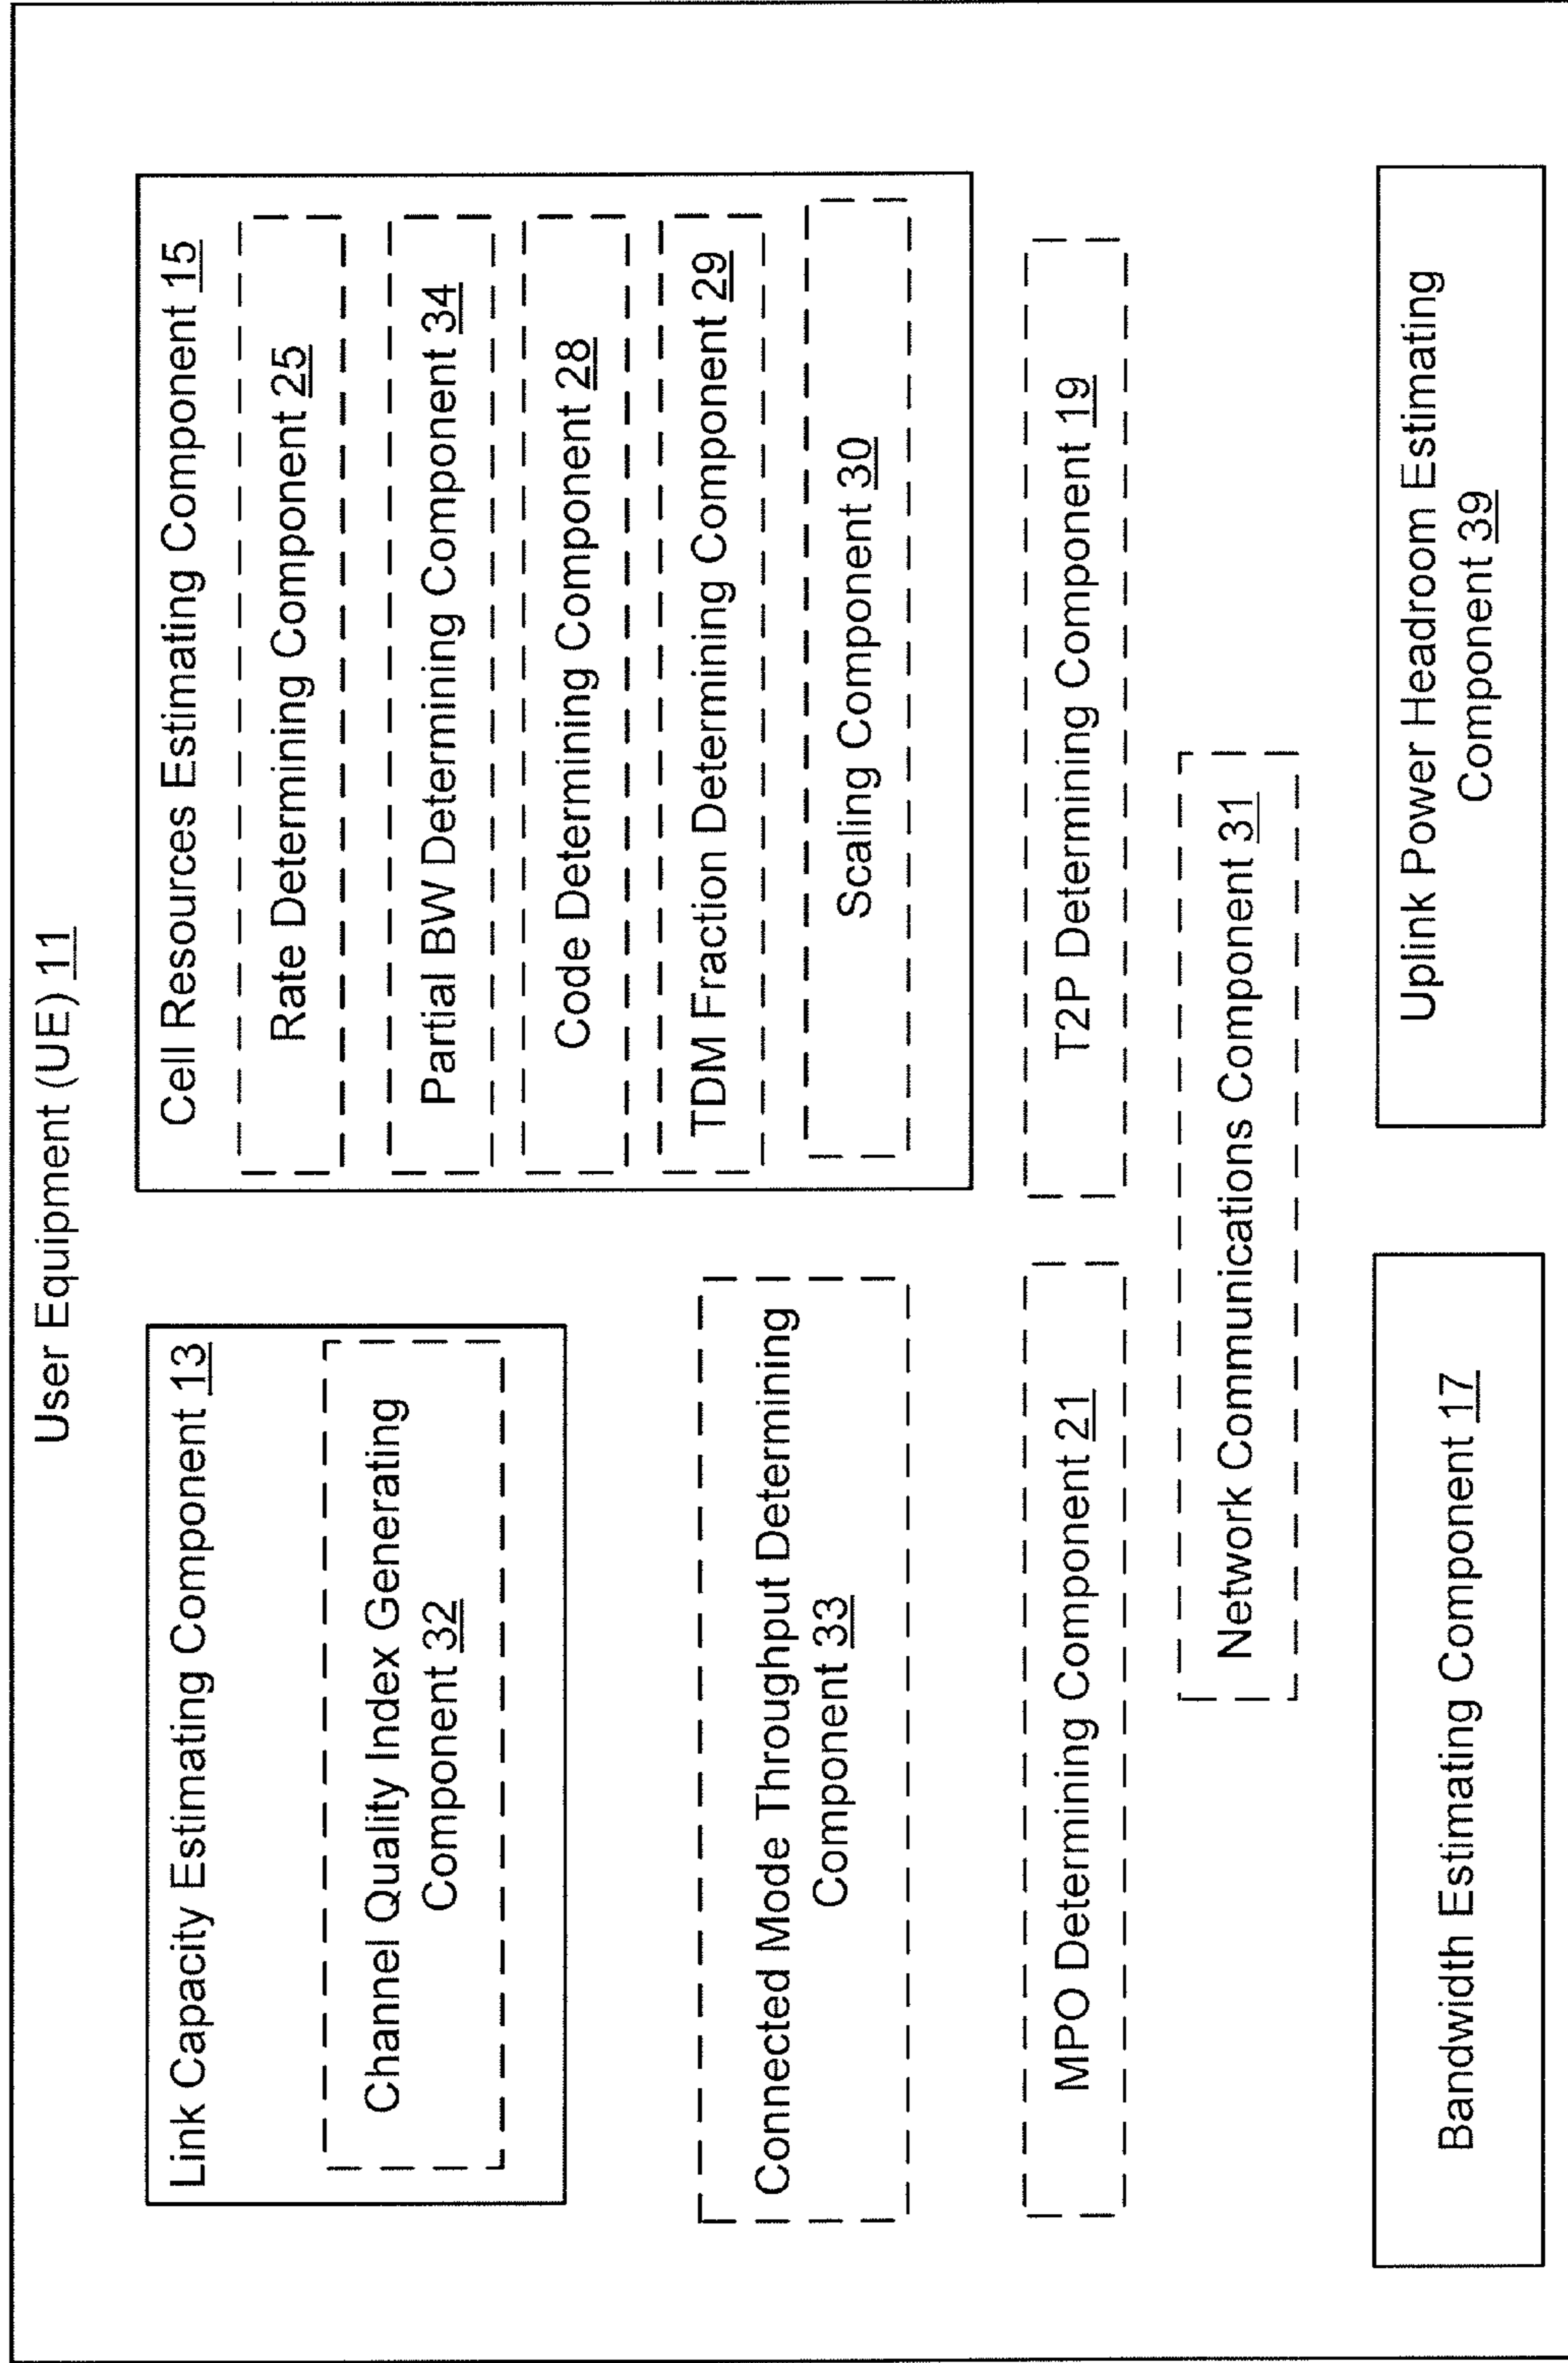 User Equipment (UE) 11
Link Capacity Estimating Component 13
Channel Quality Index Generating
Component 32
Connected Mode Throughput Determining
Component 33
MPO Determining Component 21
Cell Resources Estimating Component 15
Rate Determining Component 25
Partial BW Determining Component 34
Code Determining Component 28
TDM Fraction Determining Component 29
Scaling Component 30
T2P Determining Component 19
Network Communications Component 31
Bandwidth Estimating Component 17
Uplink Power Headroom Estimating
Component 39